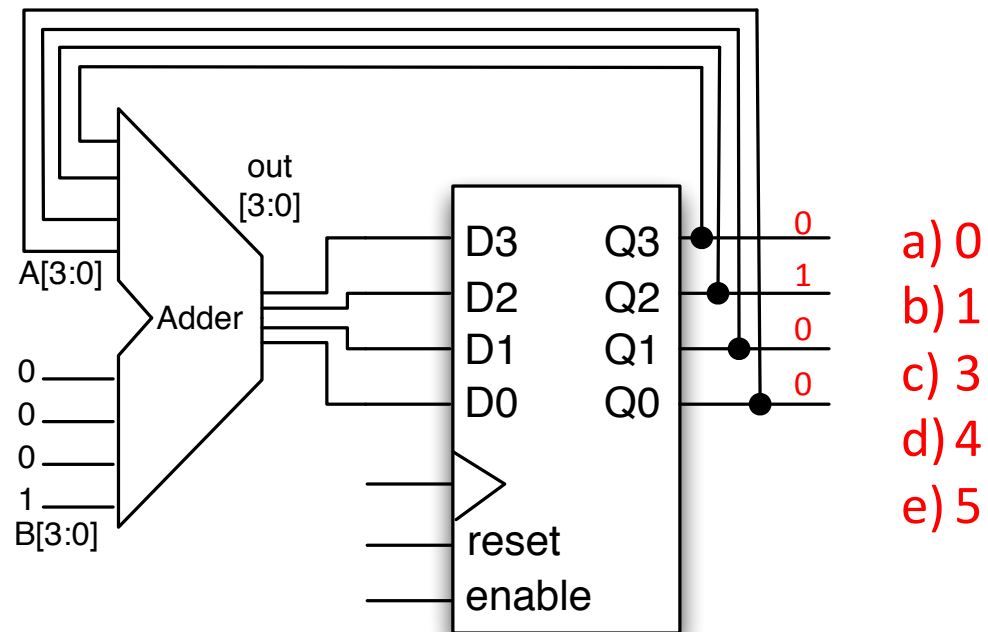 out
[3:0]
A[3:0]
Adder
0
0
0
1
B[3:0]
D3 Q3
D2 Q2
D1 Q1
D0 Q0
reset
enable
0
1
0
0
a) 0
b) 1
c) 3
d) 4
e) 5